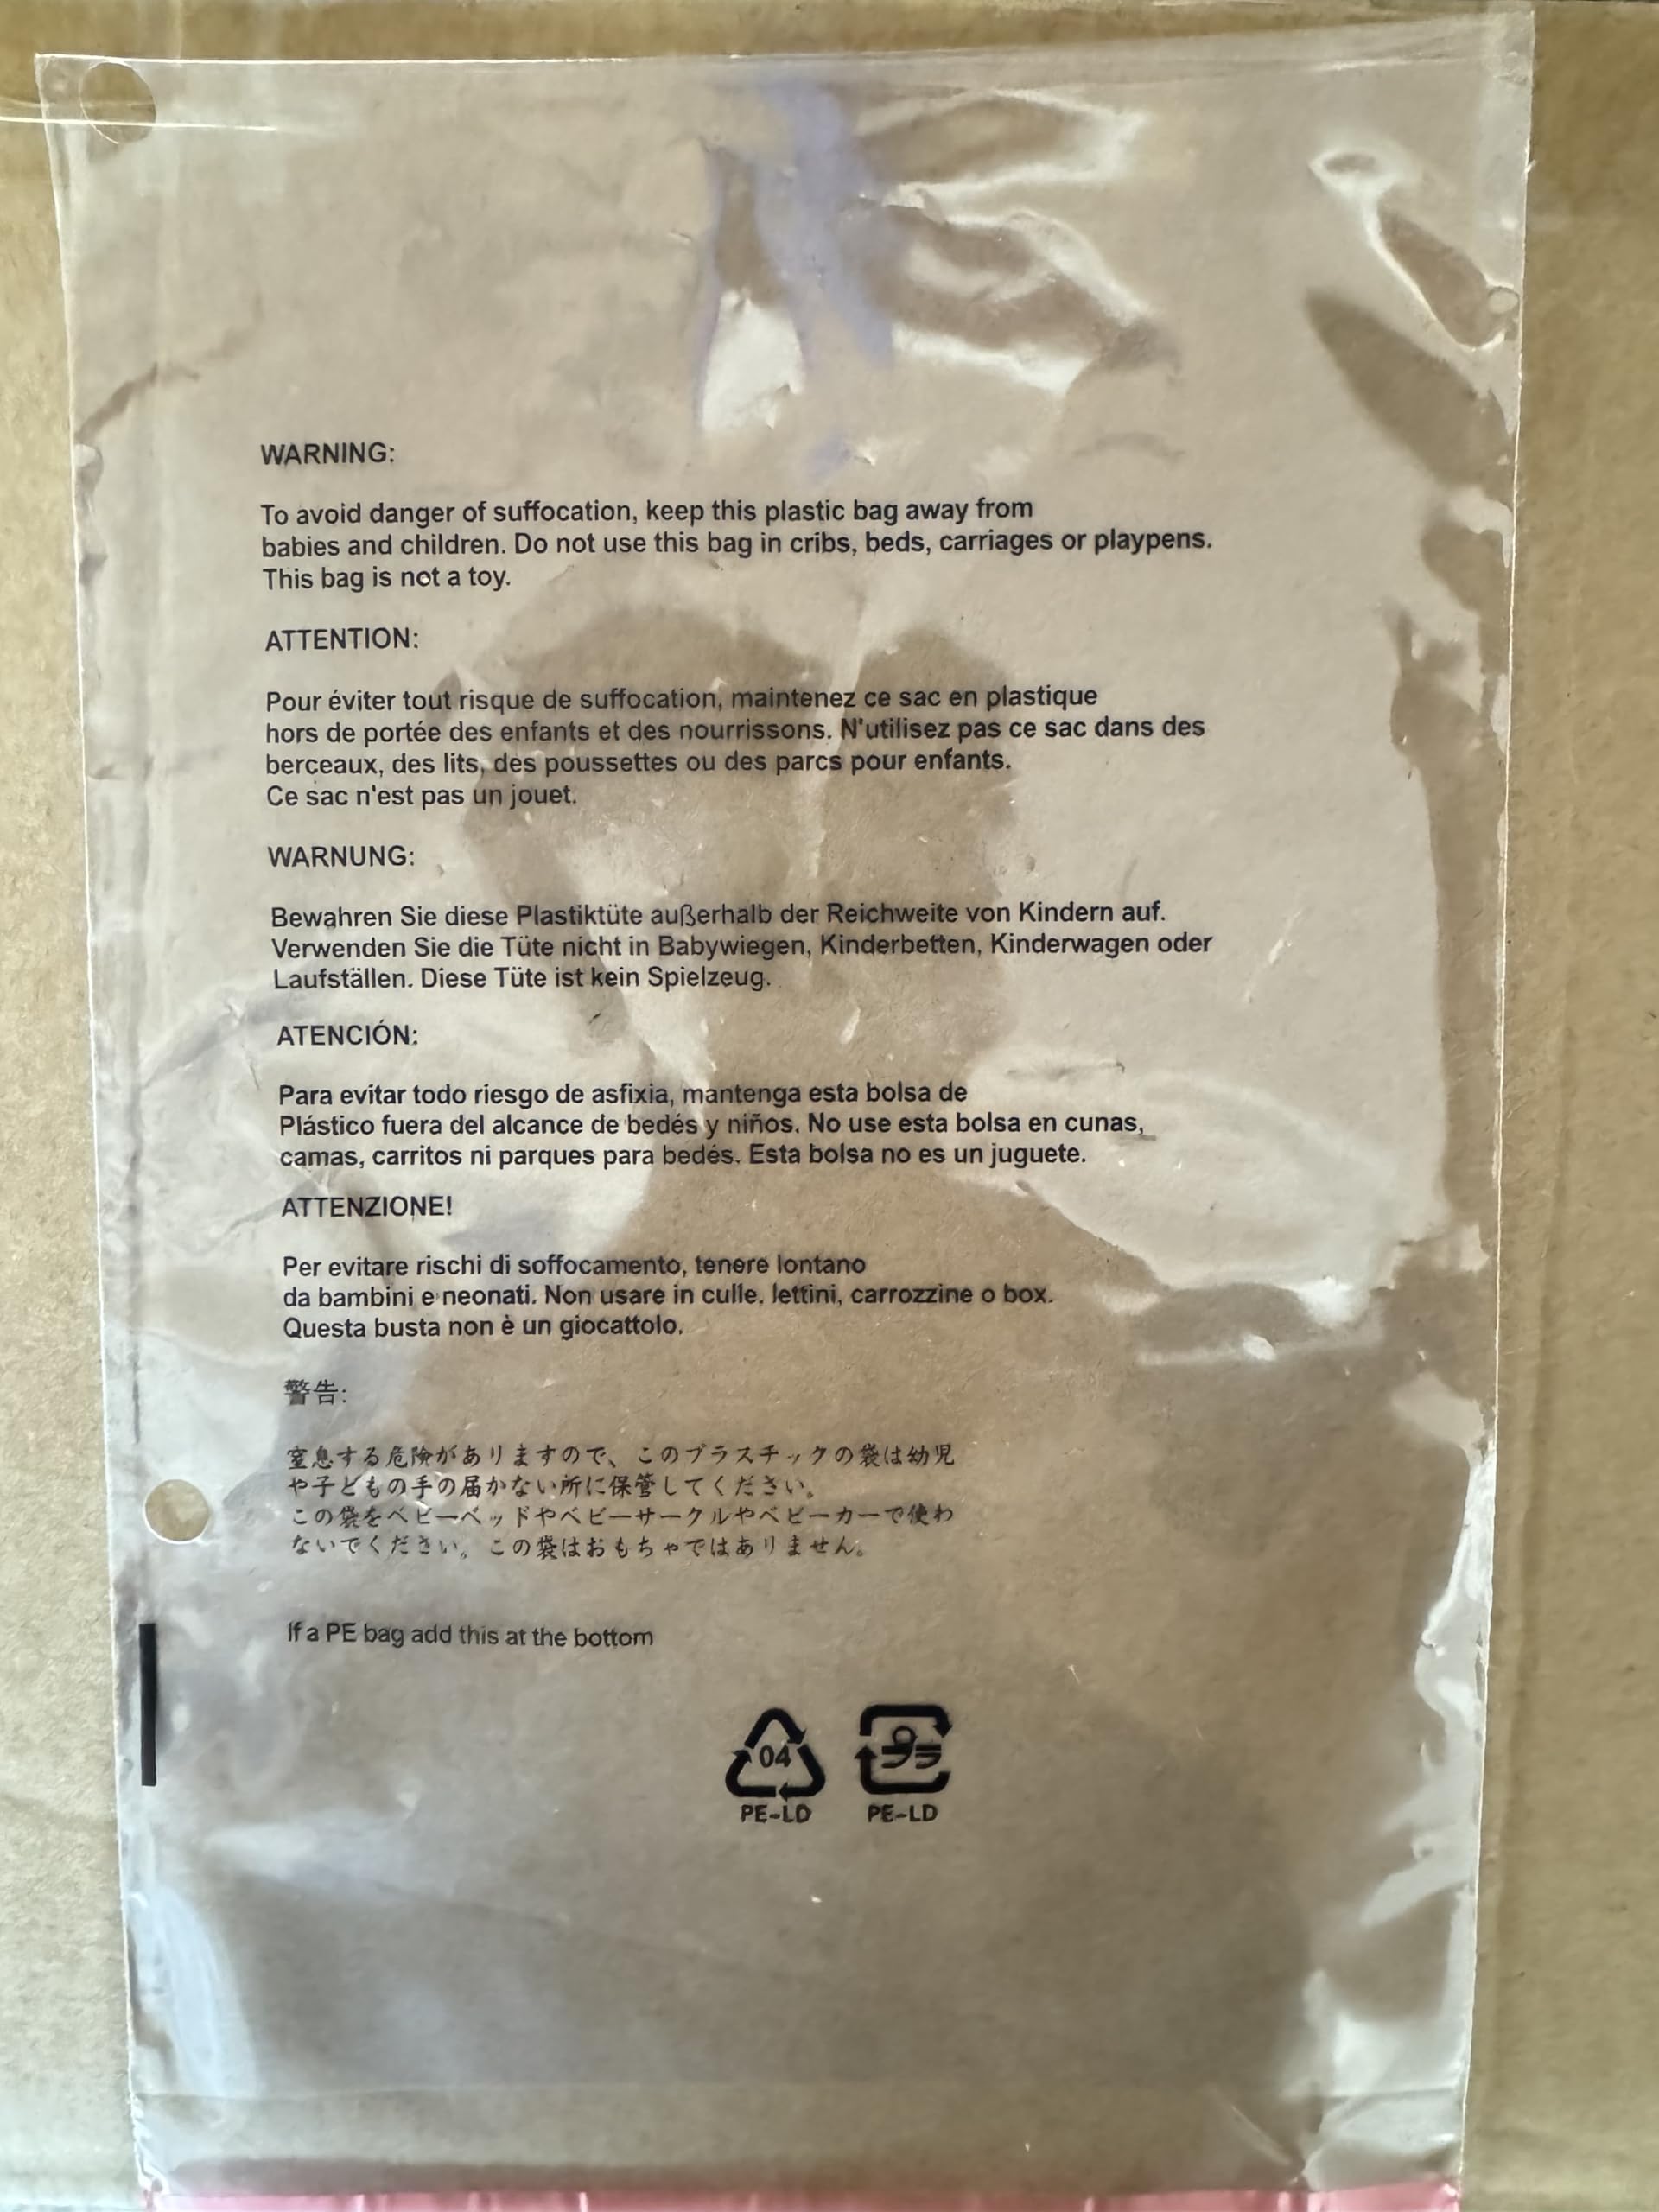 WARNING:
To avoid danger of suffocation, keep this plastic bag away from
babies and children. Do not use this bag in cribs, beds, carriages or playpens.
This bag is not a toy.
ATTENTION:
Pour éviter tout risque de suffocation, maintenez ce sac en plastique
hors de portée des enfants et des nourrissons. N'utilisez pas ce sac dans des
berceaux, des lits, des poussettes ou des parcs pour enfants.
Ce sac n'est pas un jouet.
WARNUNG:
Bewahren Sie diese Plastiktüte außerhalb der Reichweite von Kindern auf.
Verwenden Sie die Tüte nicht in Babywiegen, Kinderbetten, Kinderwagen oder
Laufställen. Diese Tüte ist kein Spielzeug.
ATENCIÓN:
Para evitar todo riesgo de asfixia, mantenga esta bolsa de
Plástico fuera del alcance de bedés y niños. No use esta bolsa en cunas,
camas, carritos ni parques para bedés. Esta bolsa no es un juguete.
ATTENZIONE!
Per evitare rischi di soffocamento, tenere lontano
da bambini e neonati. Non usare in culle, lettini, carrozzine o box.
Questa busta non è un giocattolo.
警告:
窒息する危険がありますので、このプラスチックの袋は幼児
や子どもの手の届かない所に保管してください。
この袋をベビーベッドやベビーサークルやベビーカーで使わ
ないでください。この袋はおもちゃではありません。
If a PE bag add this at the bottom
04 プラ
PE-LD PE-LD